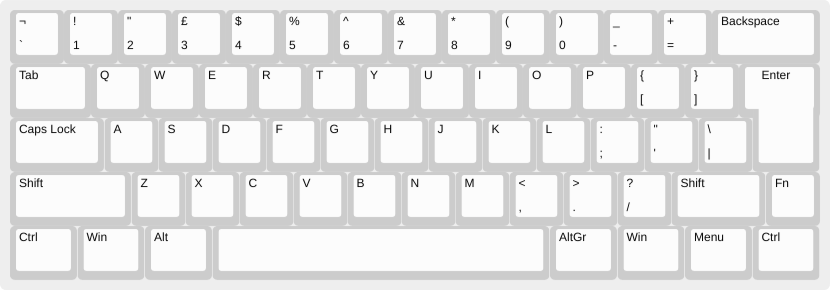 ¬ ! " £ $ % ^ & * ( ) _ + Backspace
` 1 2 3 4 5 6 7 8 9 0 - =
Tab Q W E R T Y U I O P { } Enter
[ ]
Caps Lock A S D F G H J K L : " \
; ' |
Shift Z X C V B N M < > ? Shift Fn
, . /
Ctrl Win Alt AltGr Win Menu Ctrl